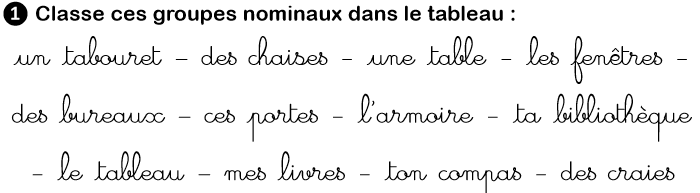 1 Classe ces groupes nominaux dans le tableau :
un tabouret – des chaises – une table – les fenêtres –
des bureaux – ces portes – l'armoire – ta bibliothèque
– le tableau – mes livres – ton compas – des craies